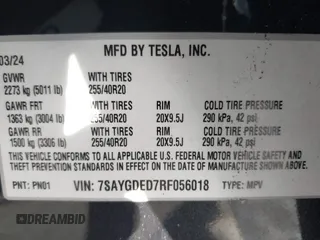 MFD BY TESLA, INC.
03/24
GVWR WITH TIRES
2273 kg (5011 lb) 255/40R20
GAWR FRT WITH TIRES RIM COLD TIRE PRESSURE
1363 kg (3004 lb) 255/40R20 20X9.5J 290 kPa, 42 psi
GAWR RR WITH TIRES RIM COLD TIRE PRESSURE
1500 kg (3306 lb) 255/40R20 20X9.5J 290 kPa, 42 psi
THIS VEHICLE CONFORMS TO ALL APPLICABLE FEDERAL MOTOR VEHICLE SAFETY
STANDARDS IN EFFECT ON THE DATE OF MANUFACTURE SHOWN ABOVE
PAINT: PN01 VIN: 7SAYGDED7RF056018 TYPE: MPV
DREAMBID